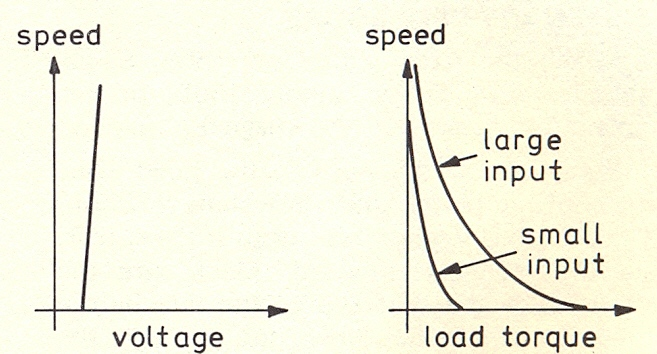 speed
voltage
speed
large
input
small
input
load torque